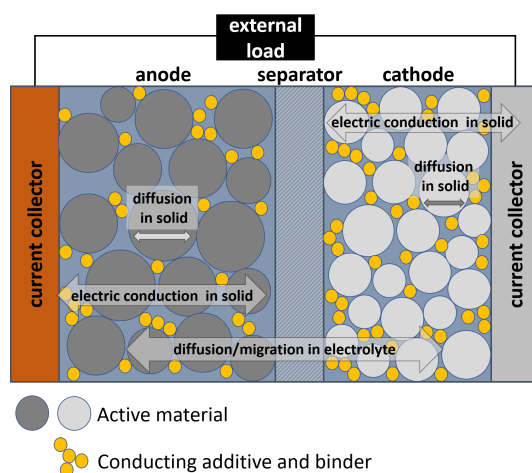 external
load
anode separator cathode
electric conduction in solid
diffusion
in solid
diffusion
in solid
current collector
current collector
electric conduction in solid
diffusion/migration in electrolyte
Active material
Conducting additive and binder